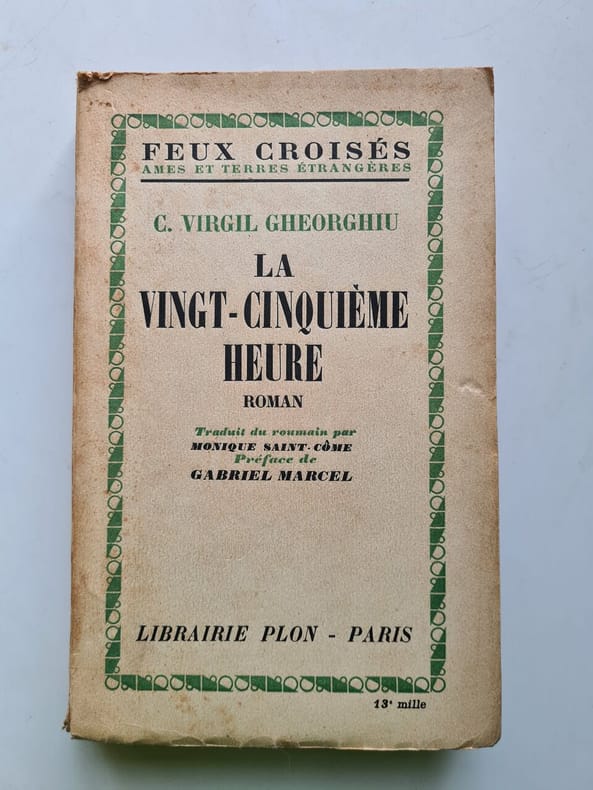 FEUX CROISÉS
AMES ET TERRES ÉTRANGÈRES
C. VIRGIL GHEORGHIU
LA
VINGT-CINQUIÈME
HEURE
ROMAN
Traduit du roumain par
MONIQUE SAINT-CÔME
Préface de
GABRIEL MARCEL
LIBRAIRIE PLON - PARIS
13e mille